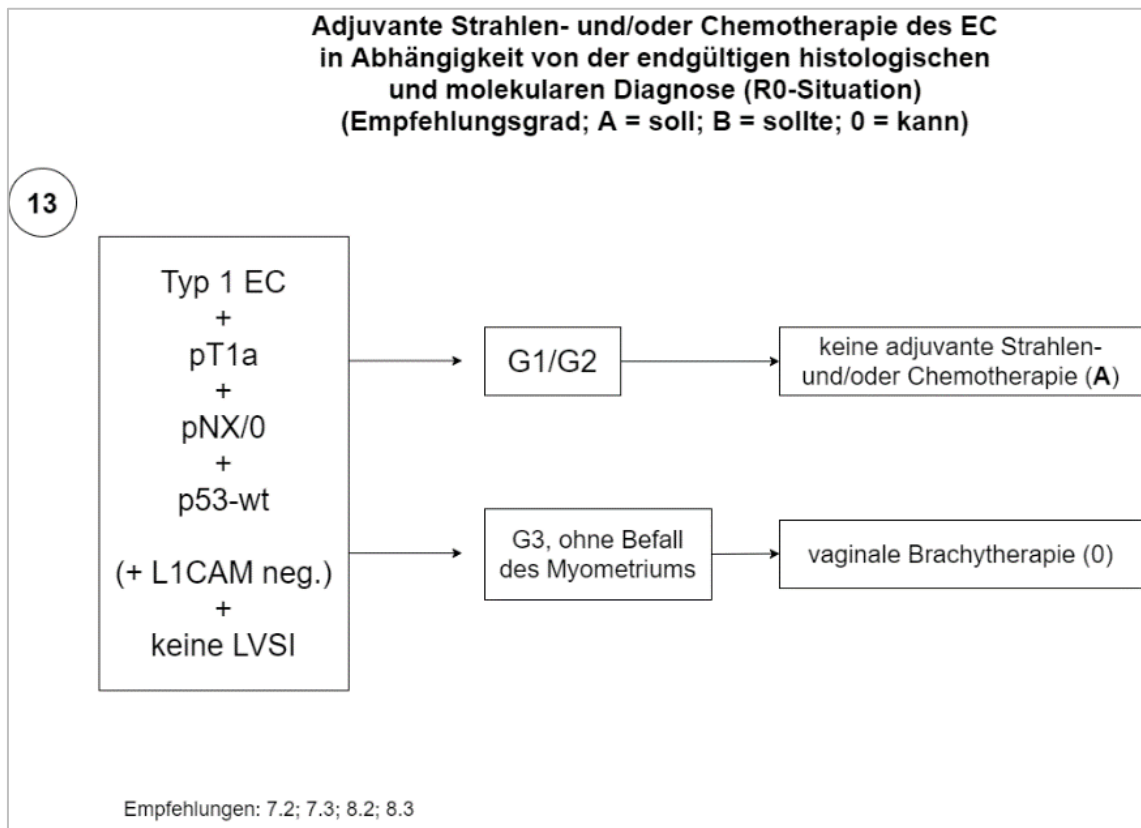 Adjuvante Strahlen- und/oder Chemotherapie des EC
in Abhängigkeit von der endgültigen histologischen
und molekularen Diagnose (R0-Situation)
(Empfehlungsgrad; A = soll; B = sollte; 0 = kann)
13
Typ 1 EC
+
pT1a
+
pNX/0
+
p53-wt
(+ L1CAM neg.)
+
keine LVSI
G1/G2
keine adjuvante Strahlen-
und/oder Chemotherapie (A)
G3, ohne Befall
des Myometriums
vaginale Brachytherapie (0)
Empfehlungen: 7.2; 7.3; 8.2; 8.3